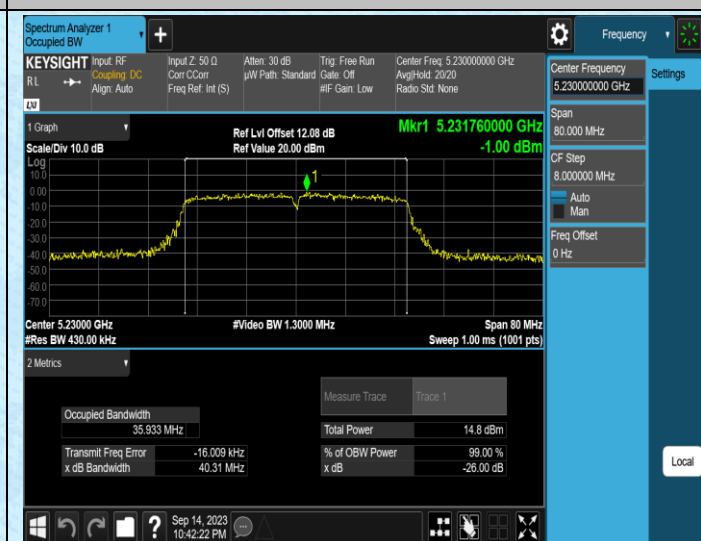 Spectrum Analyzer 1
Occupied BW
+
Frequency
KEYSIGHT
RL
LXI
Input: RF
Coupling: DC
Align: Auto
Input Z: 50 Ω
Corr CCorr
Freq Ref: Int (S)
Atten: 30 dB
µW Path: Standard
Trig: Free Run
Gate: Off
#IF Gain: Low
Center Freq: 5.230000000 GHz
Avg|Hold: 20/20
Radio Std: None
Center Frequency
5.230000000 GHz
Settings
Span
80.000 MHz
CF Step
8.000000 MHz
Auto
Man
Freq Offset
0 Hz
Local
1 Graph
Scale/Div 10.0 dB
Ref Lvl Offset 12.08 dB
Ref Value 20.00 dBm
Mkr1 5.231760000 GHz
-1.00 dBm
Log
10.0
0.00
-10.0
-20.0
-30.0
-40.0
-50.0
-60.0
-70.0
1
Center 5.23000 GHz
#Res BW 430.00 kHz
#Video BW 1.3000 MHz
Span 80 MHz
Sweep 1.00 ms (1001 pts)
2 Metrics
Measure Trace
Trace 1
Occupied Bandwidth
35.933 MHz
Total Power
14.8 dBm
Transmit Freq Error
-16.009 kHz
% of OBW Power
99.00 %
x dB Bandwidth
40.31 MHz
x dB
-26.00 dB
?
Sep 14, 2023
10:42:22 PM